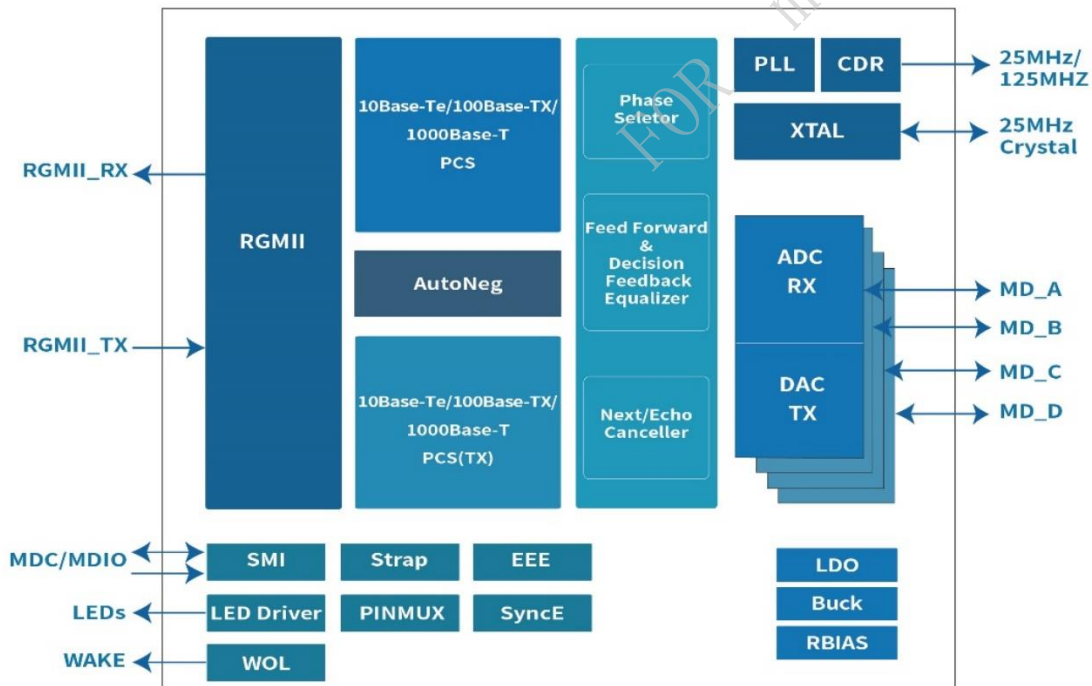 RGMII_RX
RGMII_TX
RGMII
10Base-Te/100Base-TX/
1000Base-T
PCS
AutoNeg
10Base-Te/100Base-TX/
1000Base-T
PCS(TX)
Phase
Seletor
Feed Forward
&
Decision
Feedback
Equalizer
Next/Echo
Canceller
PLL
CDR
XTAL
25MHz/
125MHZ
25MHz
Crystal
ADC
RX
DAC
TX
MD_A
MD_B
MD_C
MD_D
MDC/MDIO
LEDs
WAKE
SMI
Strap
EEE
LED Driver
PINMUX
SyncE
WOL
LDO
Buck
RBIAS
FOR